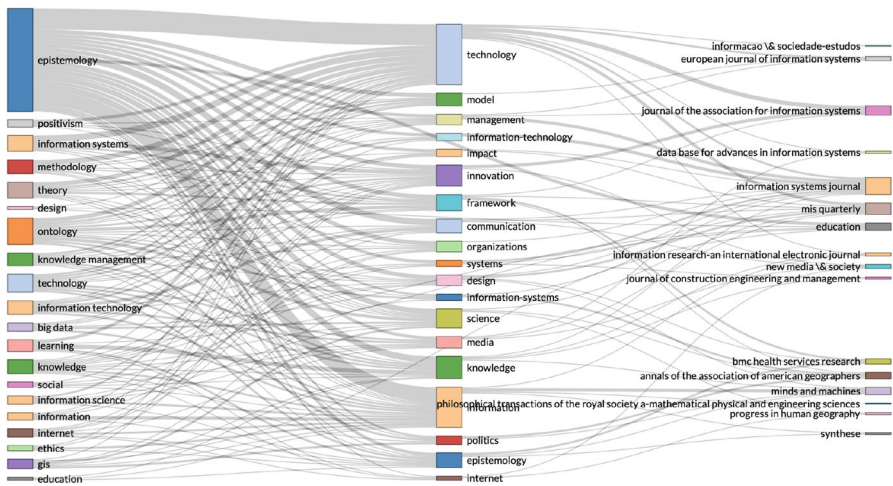 epistemology
positivism
information systems
methodology
theory
design
ontology
knowledge management
technology
information technology
big data
learning
knowledge
social
information science
information
internet
ethics
gis
education
technology
model
management
information-technology
impact
innovation
framework
communication
organizations
systems
design
information-systems
science
media
knowledge
information
politics
epistemology
internet
informacao \& sociedade-estudos
european journal of information systems
journal of the association for information systems
data base for advances in information systems
information systems journal
mis quarterly
education
information research-an international electronic journal
new media \& society
journal of construction engineering and management
bmc health services research
annals of the association of american geographers
minds and machines
philosophical transactions of the royal society a-mathematical physical and engineering sciences
progress in human geography
synthese